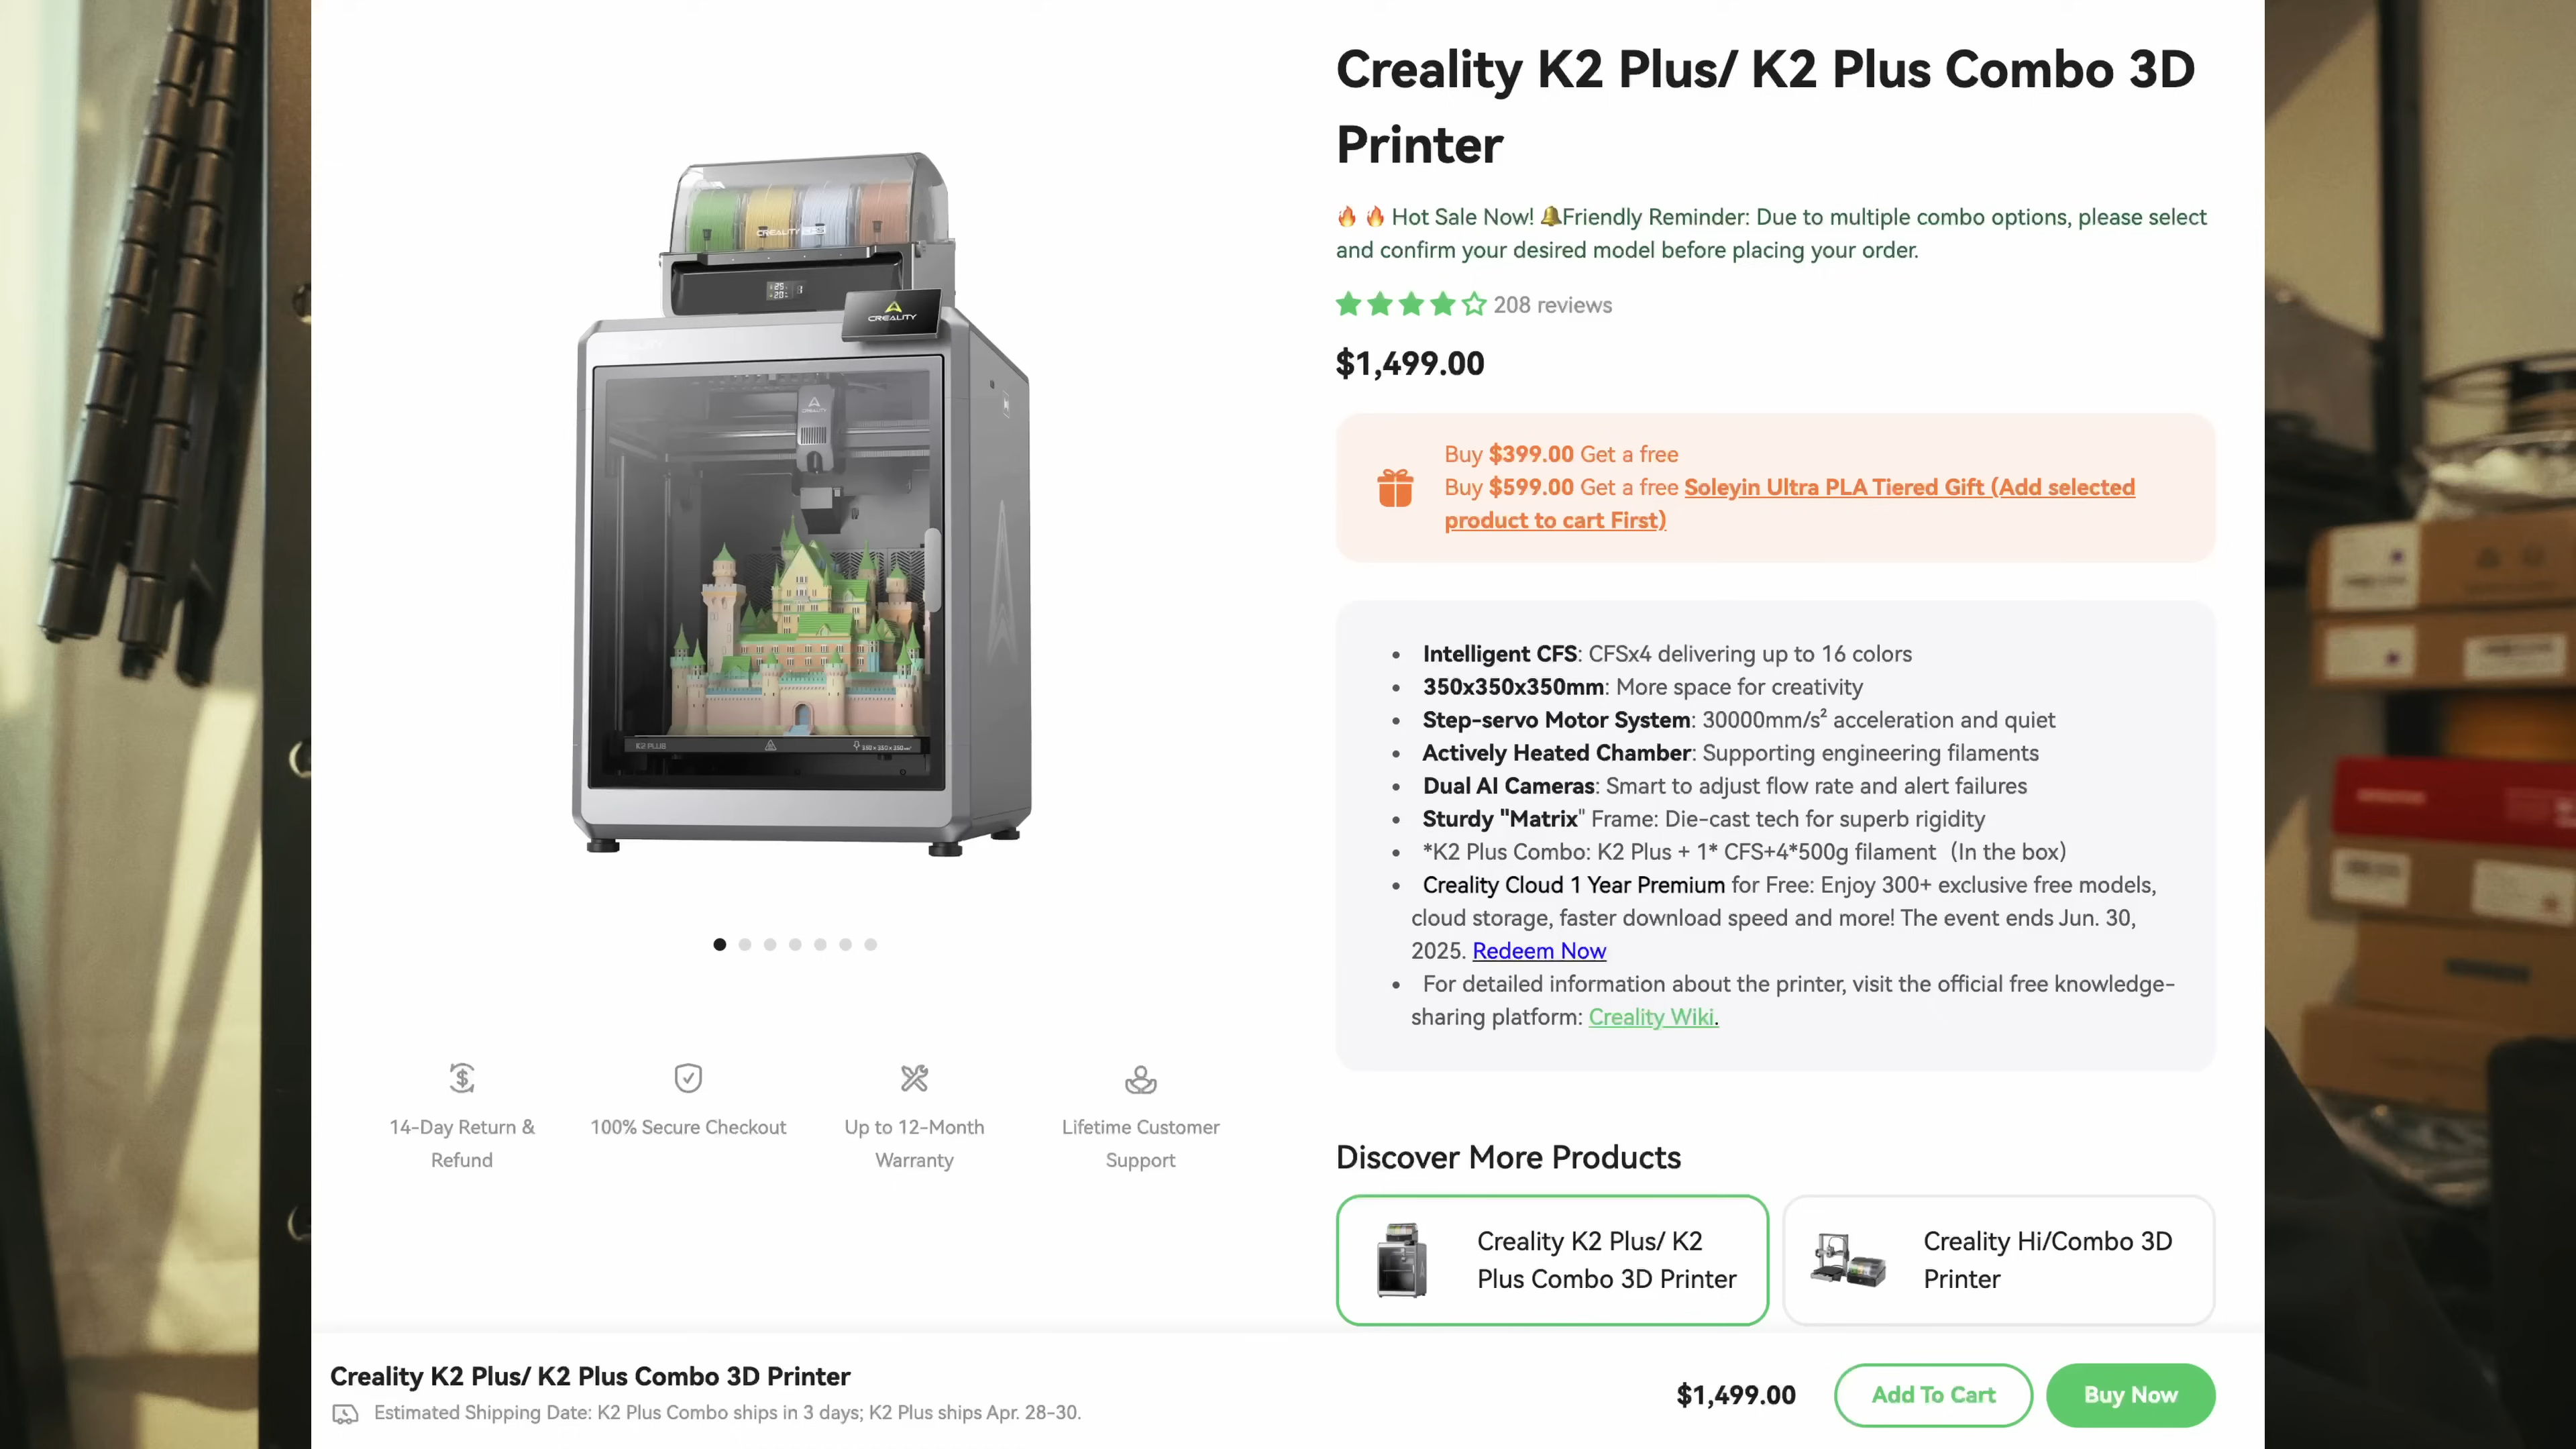 Creality K2 Plus/ K2 Plus Combo 3D
Printer
🔥 🔥 Hot Sale Now! 🔔Friendly Reminder: Due to multiple combo options, please select
and confirm your desired model before placing your order.
208 reviews
$1,499.00
Buy $399.00 Get a free
Buy $599.00 Get a free Soleyin Ultra PLA Tiered Gift (Add selected
product to cart First)
• Intelligent CFS: CFSx4 delivering up to 16 colors
• 350x350x350mm: More space for creativity
• Step-servo Motor System: 30000mm/s² acceleration and quiet
• Actively Heated Chamber: Supporting engineering filaments
• Dual AI Cameras: Smart to adjust flow rate and alert failures
• Sturdy "Matrix" Frame: Die-cast tech for superb rigidity
• *K2 Plus Combo: K2 Plus + 1* CFS+4*500g filament (In the box)
• Creality Cloud 1 Year Premium for Free: Enjoy 300+ exclusive free models,
cloud storage, faster download speed and more! The event ends Jun. 30,
2025. Redeem Now
• For detailed information about the printer, visit the official free knowledge-
sharing platform: Creality Wiki.
CREALITY
CREALITY
CREALITY
K2 PLUS
14-Day Return &
Refund
100% Secure Checkout
Up to 12-Month
Warranty
Lifetime Customer
Support
Discover More Products
Creality K2 Plus/ K2
Plus Combo 3D Printer
Creality Hi/Combo 3D
Printer
Creality K2 Plus/ K2 Plus Combo 3D Printer
Estimated Shipping Date: K2 Plus Combo ships in 3 days; K2 Plus ships Apr. 28-30.
$1,499.00
Add To Cart
Buy Now